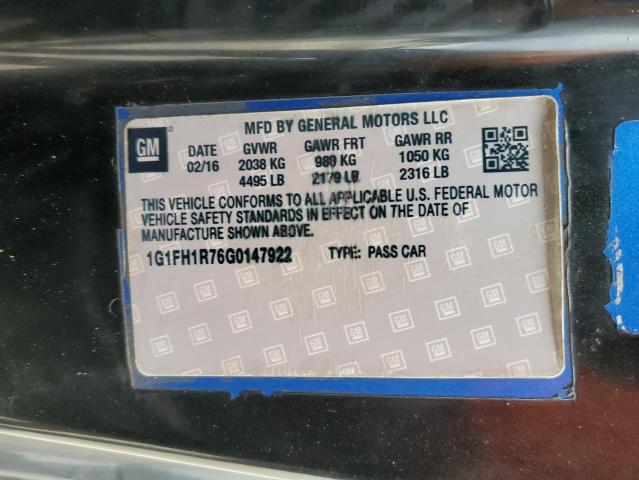 GM
MFD BY GENERAL MOTORS LLC
DATE GVWR GAWR FRT GAWR RR
02/16 2038 KG 980 KG 1050 KG
4495 LB 2179 LB 2316 LB
THIS VEHICLE CONFORMS TO ALL APPLICABLE U.S. FEDERAL MOTOR
VEHICLE SAFETY STANDARDS IN EFFECT ON THE DATE OF
MANUFACTURE SHOWN ABOVE.
1G1FH1R76G0147922 TYPE: PASS CAR